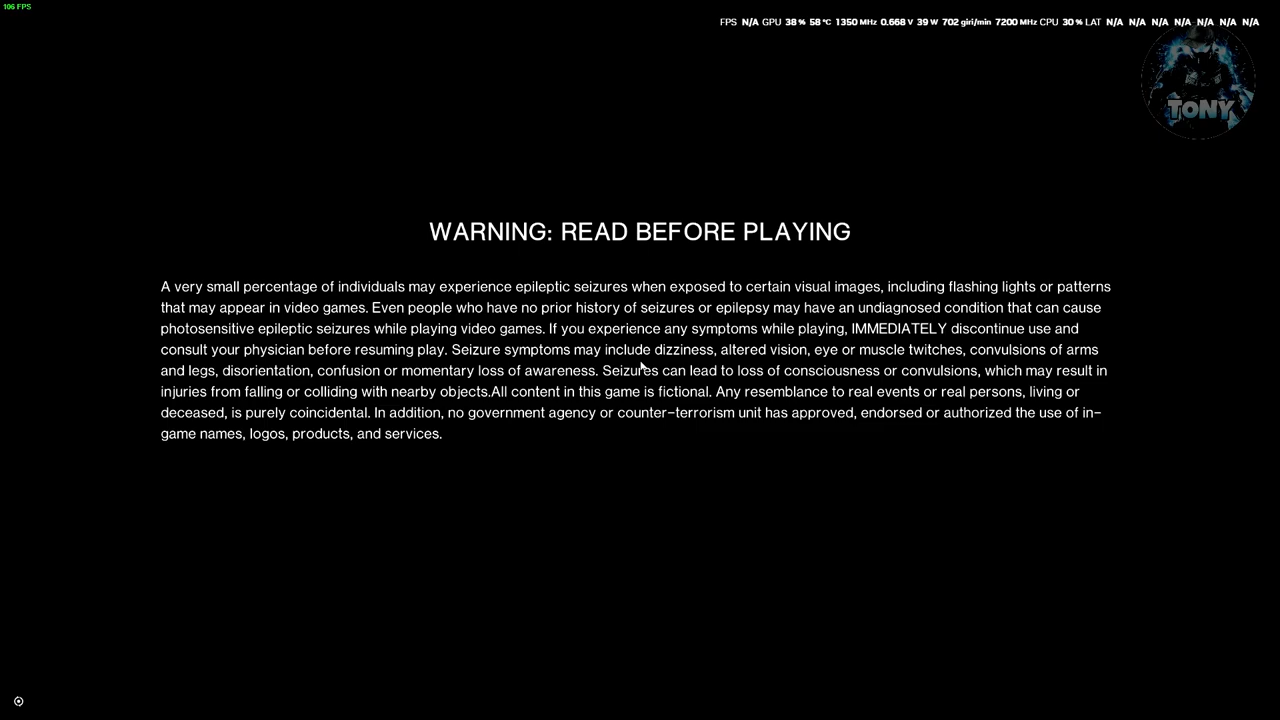 106 FPS
FPS N/A GPU 38 % 58 °C 1350 MHz 0.668 V 39 W 702 giri/min 7200 MHz CPU 30 % LAT N/A N/A N/A N/A N/A N/A N/A
TONY
WARNING: READ BEFORE PLAYING
A very small percentage of individuals may experience epileptic seizures when exposed to certain visual images, including flashing lights or patterns
that may appear in video games. Even people who have no prior history of seizures or epilepsy may have an undiagnosed condition that can cause
photosensitive epileptic seizures while playing video games. If you experience any symptoms while playing, IMMEDIATELY discontinue use and
consult your physician before resuming play. Seizure symptoms may include dizziness, altered vision, eye or muscle twitches, convulsions of arms
and legs, disorientation, confusion or momentary loss of awareness. Seizures can lead to loss of consciousness or convulsions, which may result in
injuries from falling or colliding with nearby objects.All content in this game is fictional. Any resemblance to real events or real persons, living or
deceased, is purely coincidental. In addition, no government agency or counter-terrorism unit has approved, endorsed or authorized the use of in-
game names, logos, products, and services.